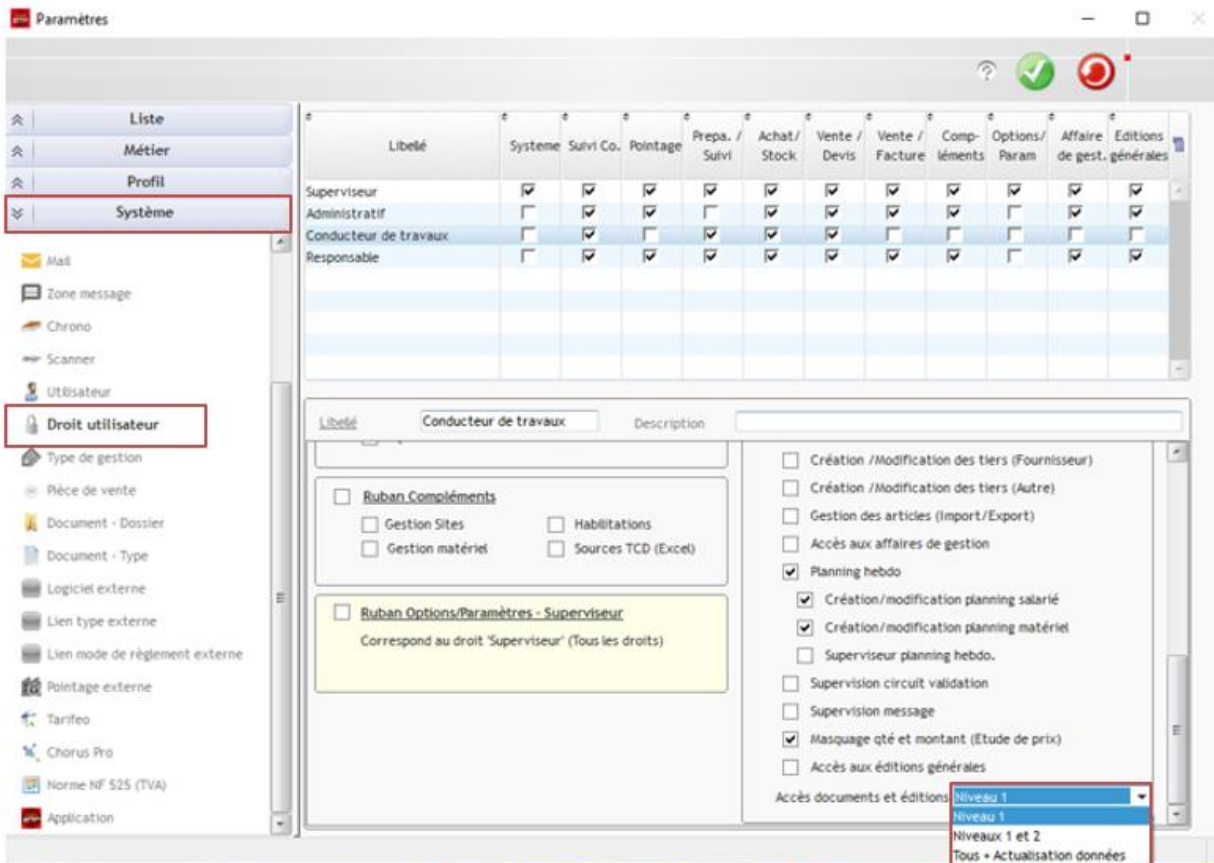 Paramètres
?
Liste
Métier
Profil
Système
Mail
Zone message
Chrono
Scanner
Utilisateur
Droit utilisateur
Type de gestion
Pièce de vente
Document - Dossier
Document - Type
Logiciel externe
Lien type externe
Lien mode de règlement externe
Pointage externe
Tarifeo
Chorus Pro
Norme NF 525 (TVA)
Application
Libellé
Systeme
Suivi Co.
Pointage
Prepa. /
Suivi
Achat/
Stock
Vente /
Devis
Vente /
Facture
Comp-
léments
Options/
Param
Affaire
de gest.
Editions
générales
Superviseur
Administratif
Conducteur de travaux
Responsable
Libellé
Conducteur de travaux
Description
Ruban Compléments
Gestion Sites
Habilitations
Gestion matériel
Sources TCD (Excel)
Ruban Options/Paramètres - Superviseur
Correspond au droit 'Superviseur' (Tous les droits)
Création /Modification des tiers (Fournisseur)
Création /Modification des tiers (Autre)
Gestion des articles (Import/Export)
Accès aux affaires de gestion
Planning hebdo
Création/modification planning salarié
Création/modification planning matériel
Superviseur planning hebdo.
Supervision circuit validation
Supervision message
Masquage qté et montant (Etude de prix)
Accès aux éditions générales
Accès documents et éditions
Niveau 1
Niveau 1
Niveaux 1 et 2
Tous + Actualisation données